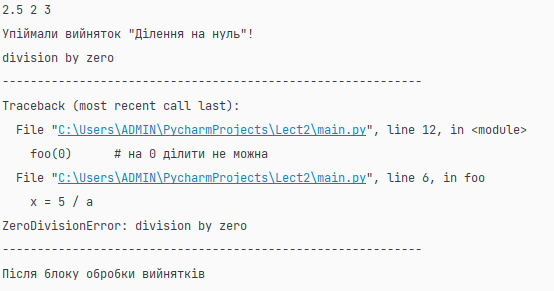 2.5 2 3
Упіймали вийняток "Ділення на нуль"!
division by zero
------------------------------------------------------------
Traceback (most recent call last):
  File "C:\Users\ADMIN\PycharmProjects\Lect2\main.py", line 12, in <module>
    foo(0)      # на 0 ділити не можна
  File "C:\Users\ADMIN\PycharmProjects\Lect2\main.py", line 6, in foo
    x = 5 / a
ZeroDivisionError: division by zero
------------------------------------------------------------
Після блоку обробки вийнятків